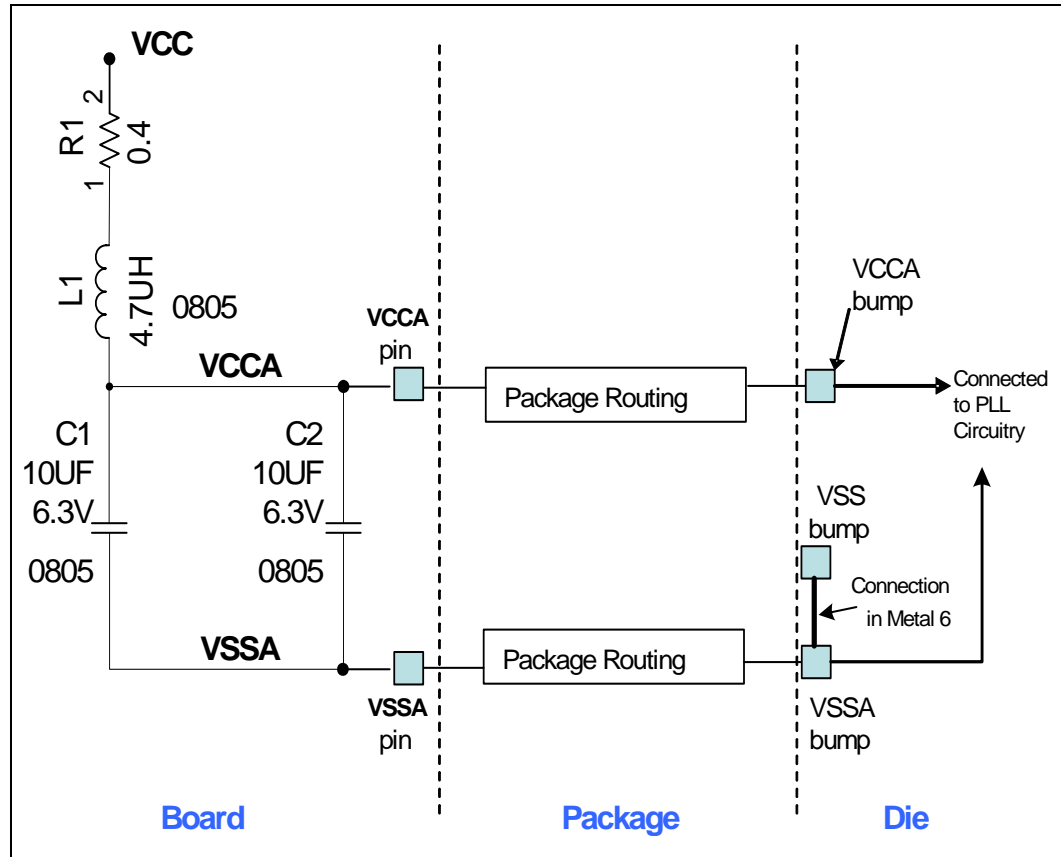 VCC
2
R1
0.4
1
L1
4.7UH
0805
VCCA
VCCA
pin
Package Routing
VCCA
bump
Connected
to PLL
Circuitry
C1
10UF
6.3V
0805
C2
10UF
6.3V
0805
VSS
bump
Connection
in Metal 6
VSSA
VSSA
pin
Package Routing
VSSA
bump
Board
Package
Die